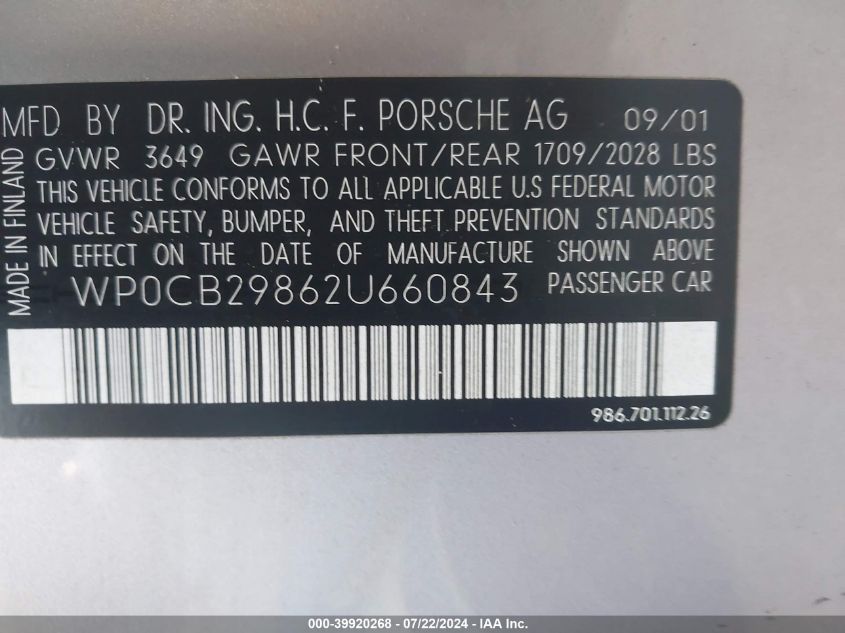 MFD BY DR. ING. H.C. F. PORSCHE AG 09/01
GVWR 3649 GAWR FRONT/REAR 1709/2028 LBS
THIS VEHICLE CONFORMS TO ALL APPLICABLE U.S FEDERAL MOTOR
VEHICLE SAFETY, BUMPER, AND THEFT PREVENTION STANDARDS
IN EFFECT ON THE DATE OF MANUFACTURE SHOWN ABOVE
WP0CB29862U660843 PASSENGER CAR
MADE IN FINLAND
986.701.112.26
000-39920268 - 07/22/2024 - IAA Inc.